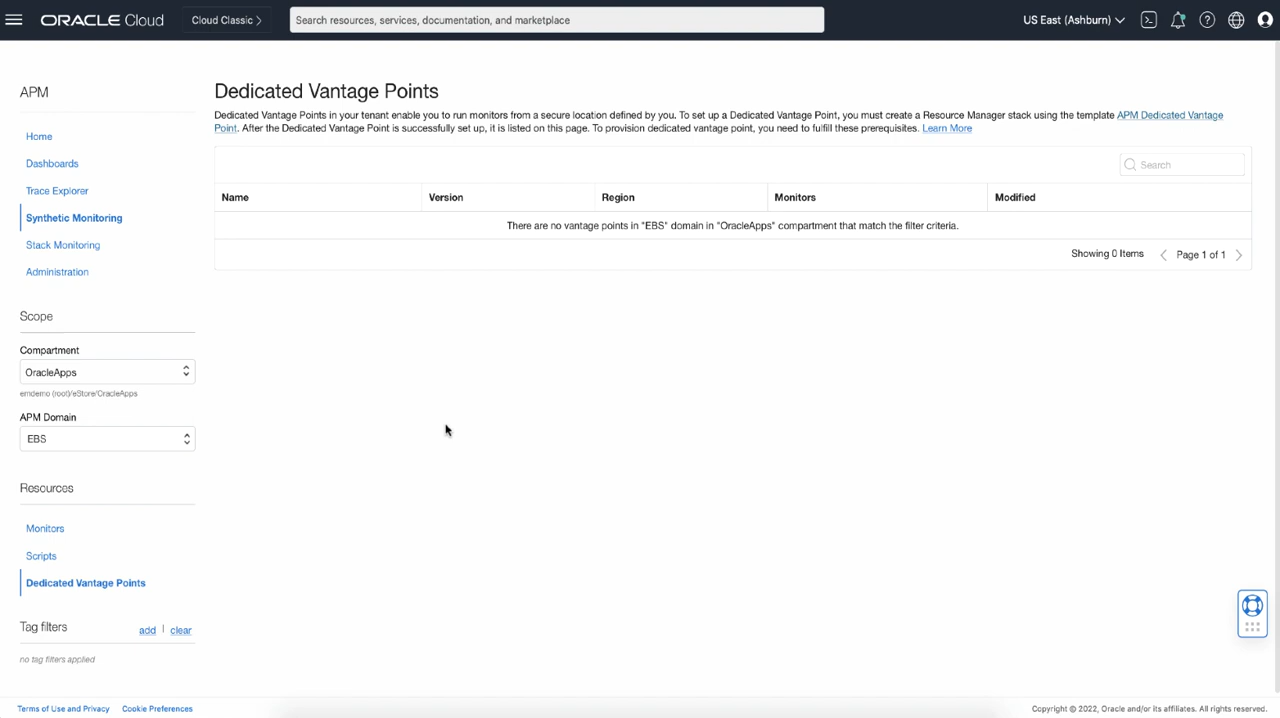 ORACLE Cloud
Cloud Classic
Search resources, services, documentation, and marketplace
US East (Ashburn)
APM
Home
Dashboards
Trace Explorer
Synthetic Monitoring
Stack Monitoring
Administration
Scope
Compartment
OracleApps
emdemo (root)/eStore/OracleApps
APM Domain
EBS
Resources
Monitors
Scripts
Dedicated Vantage Points
Tag filters
add | clear
no tag filters applied
Dedicated Vantage Points
Dedicated Vantage Points in your tenant enable you to run monitors from a secure location defined by you. To set up a Dedicated Vantage Point, you must create a Resource Manager stack using the template APM Dedicated Vantage
Point. After the Dedicated Vantage Point is successfully set up, it is listed on this page. To provision dedicated vantage point, you need to fulfill these prerequisites. Learn More
Search
Name Version Region Monitors Modified
There are no vantage points in "EBS" domain in "OracleApps" compartment that match the filter criteria.
Showing 0 Items Page 1 of 1
Terms of Use and Privacy Cookie Preferences
Copyright © 2022, Oracle and/or its affiliates. All rights reserved.